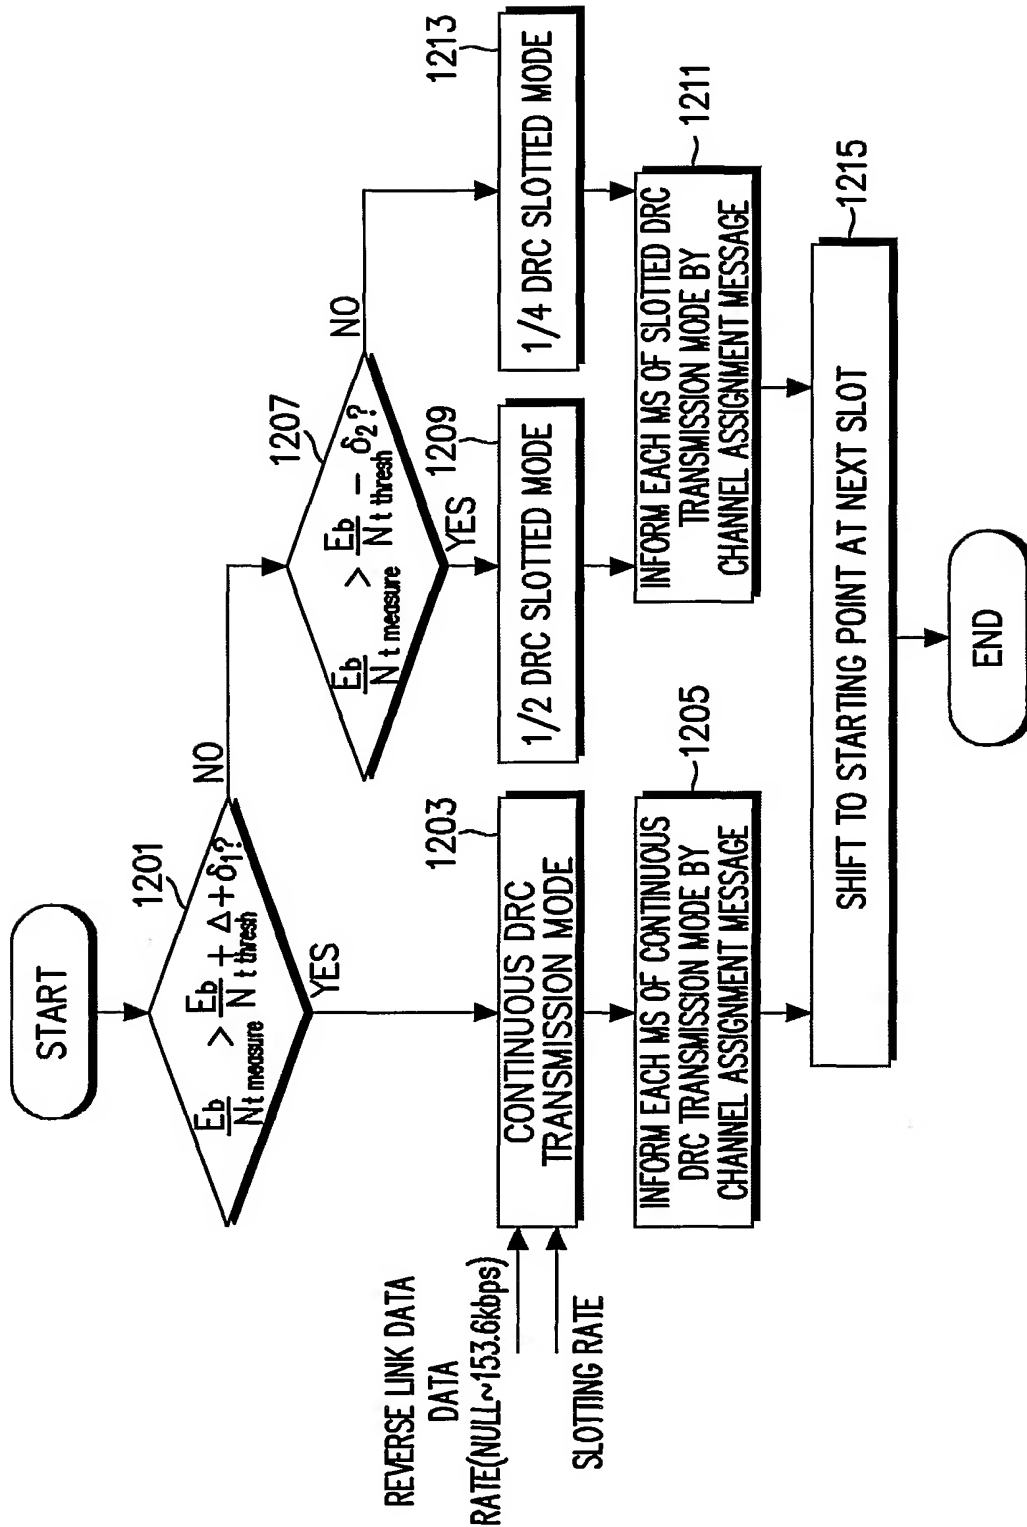 START
1201
Eb/Nt measure > Eb/Nt thresh + Δ + δ1?
NO
YES
1207
Eb/Nt measure > Eb/Nt thresh − δ2?
NO
YES
REVERSE LINK DATA
DATA
RATE(NULL~153.6kbps)
SLOTTING RATE
1203
CONTINUOUS DRC
TRANSMISSION MODE
1209
1/2 DRC SLOTTED MODE
1213
1/4 DRC SLOTTED MODE
1205
INFORM EACH MS OF CONTINUOUS
DRC TRANSMISSION MODE BY
CHANNEL ASSIGNMENT MESSAGE
1211
INFORM EACH MS OF SLOTTED DRC
TRANSMISSION MODE BY
CHANNEL ASSIGNMENT MESSAGE
1215
SHIFT TO STARTING POINT AT NEXT SLOT
END